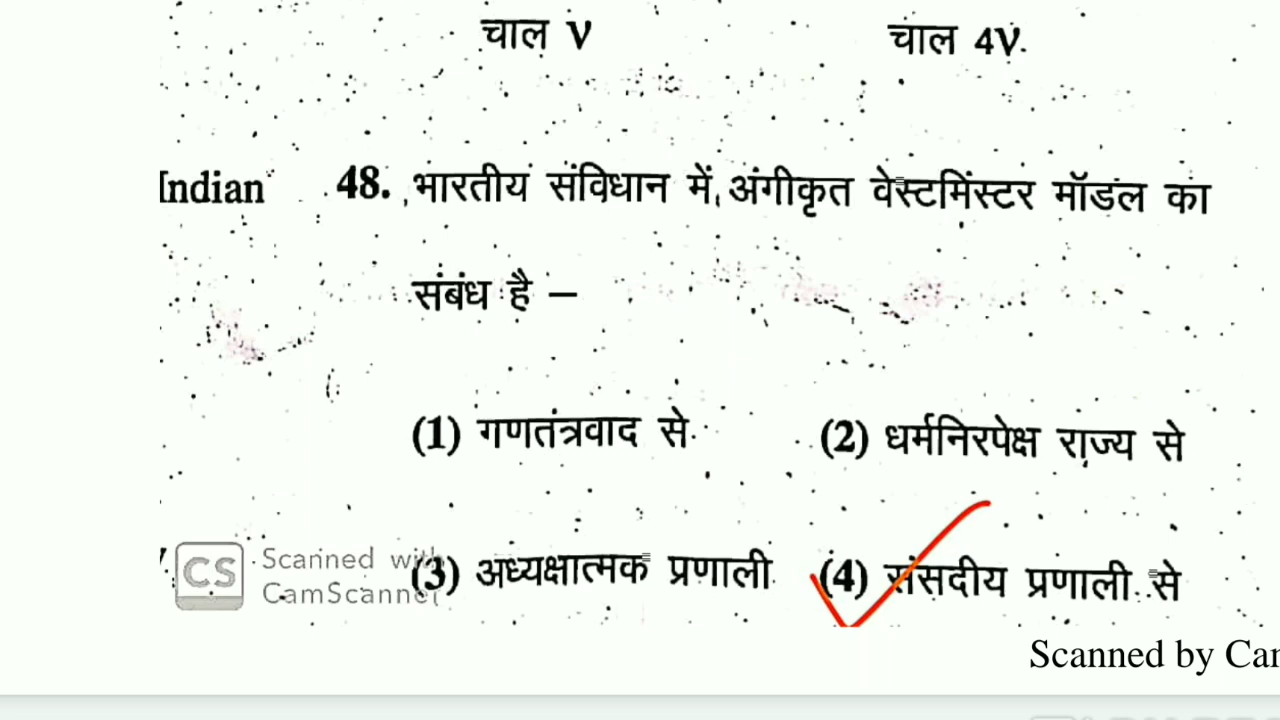 चाल v चाल 4v.
Indian 48. भारतीय संविधान में अंगीकृत वेस्टमिंस्टर मॉडल का
संबंध है –
(1) गणतंत्रवाद से (2) धर्मनिरपेक्ष राज्य से
(3) अध्यक्षात्मक प्रणाली (4) संसदीय प्रणाली से
CS Scanned with
CamScanner
Scanned by Car